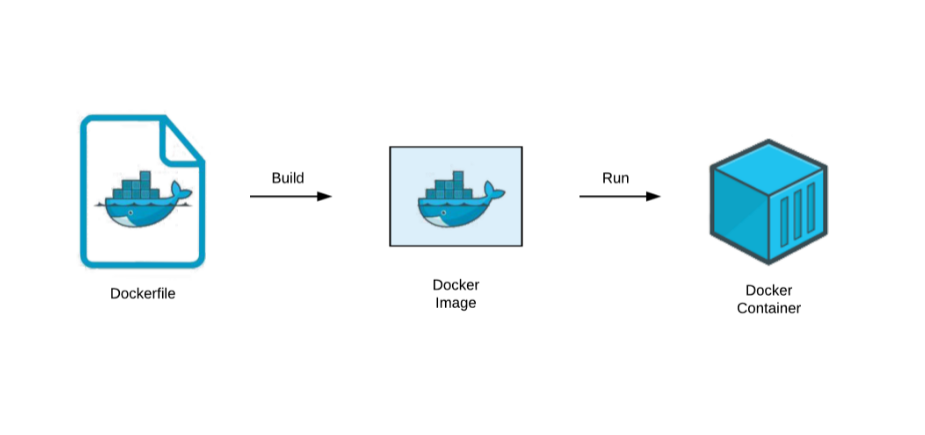 Build
Run
Dockerfile
Docker
Image
Docker
Container